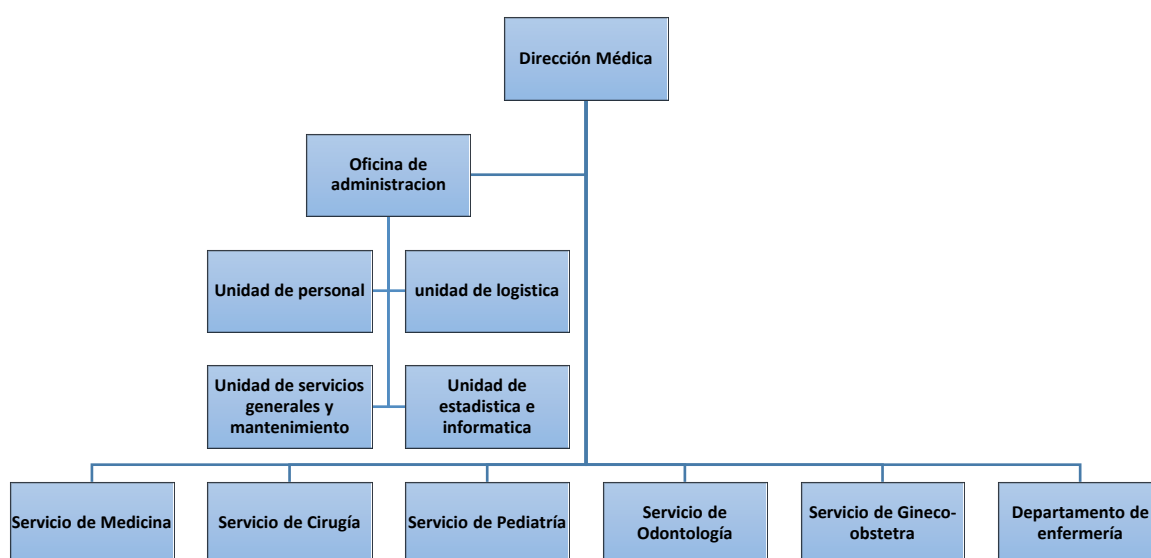 Dirección Médica
Oficina de
administracion
Unidad de personal
unidad de logistica
Unidad de servicios
generales y
mantenimiento
Unidad de
estadistica e
informatica
Servicio de Medicina
Servicio de Cirugía
Servicio de Pediatría
Servicio de
Odontología
Servicio de Gineco-
obstetra
Departamento de
enfermería